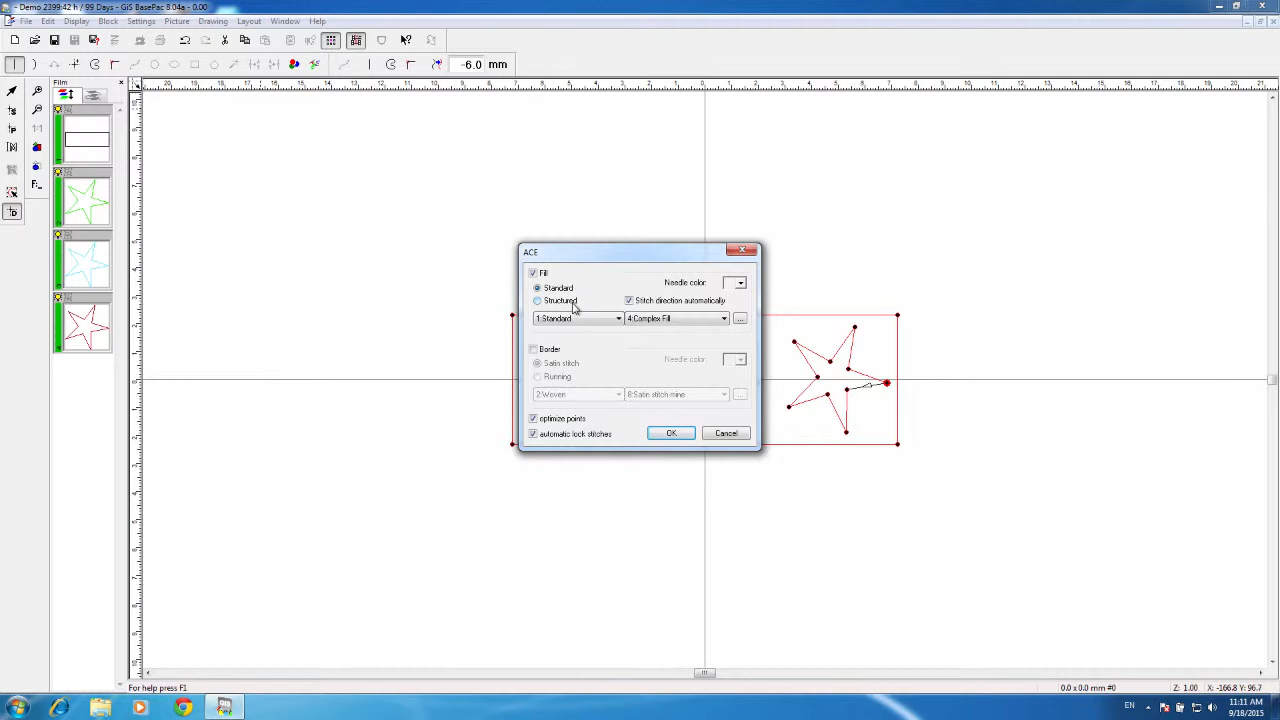 Demo 2399:42 h / 99 Days - GiS BasePac 8.04a - 0.00
File Edit Display Block Settings Picture Drawing Layout Window Help
-6.0 mm
Film
ACE
Fill
Standard
Needle color:
Structured
Stitch direction automatically
1:Standard
4:Complex Fill
...
Border
Satin stitch
Needle color:
Running
2:Woven
8:Satin stitch-mine
...
optimize points
automatic lock stitches
OK
Cancel
For help press F1
0.0 x 0.0 mm #0
Z: 1.00
X: -166.8 Y: 96.7
EN
11:11 AM
9/18/2015